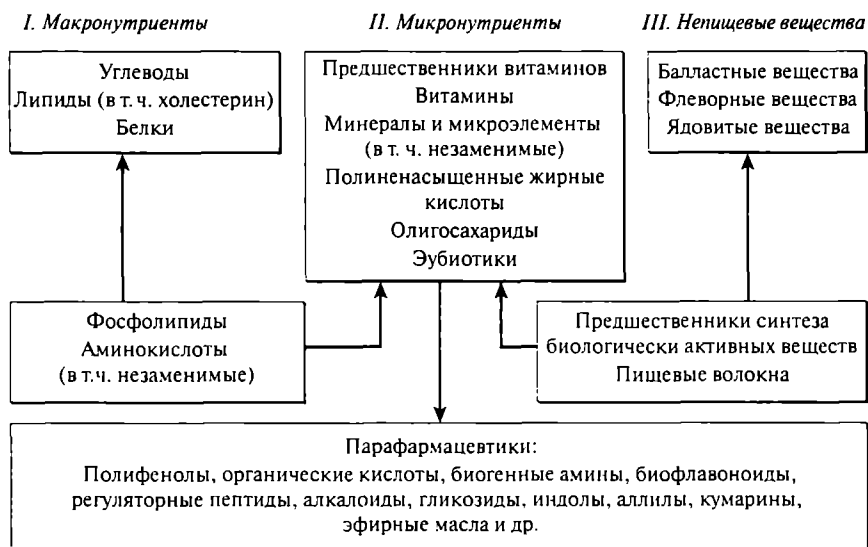 I. Макронутриенты
Углеводы
Липиды (в т. ч. холестерин)
Белки
II. Микронутриенты
Предшественники витаминов
Витамины
Минералы и микроэлементы
(в т. ч. незаменимые)
Полиненасыщенные жирные
кислоты
Олигосахариды
Эубиотики
III. Непищевые вещества
Балластные вещества
Флеворные вещества
Ядовитые вещества
Фосфолипиды
Аминокислоты
(в т.ч. незаменимые)
Предшественники синтеза
биологически активных веществ
Пищевые волокна
Парафармацевтики:
Полифенолы, органические кислоты, биогенные амины, биофлавоноиды,
регуляторные пептиды, алкалоиды, гликозиды, индолы, аллилы, кумарины,
эфирные масла и др.